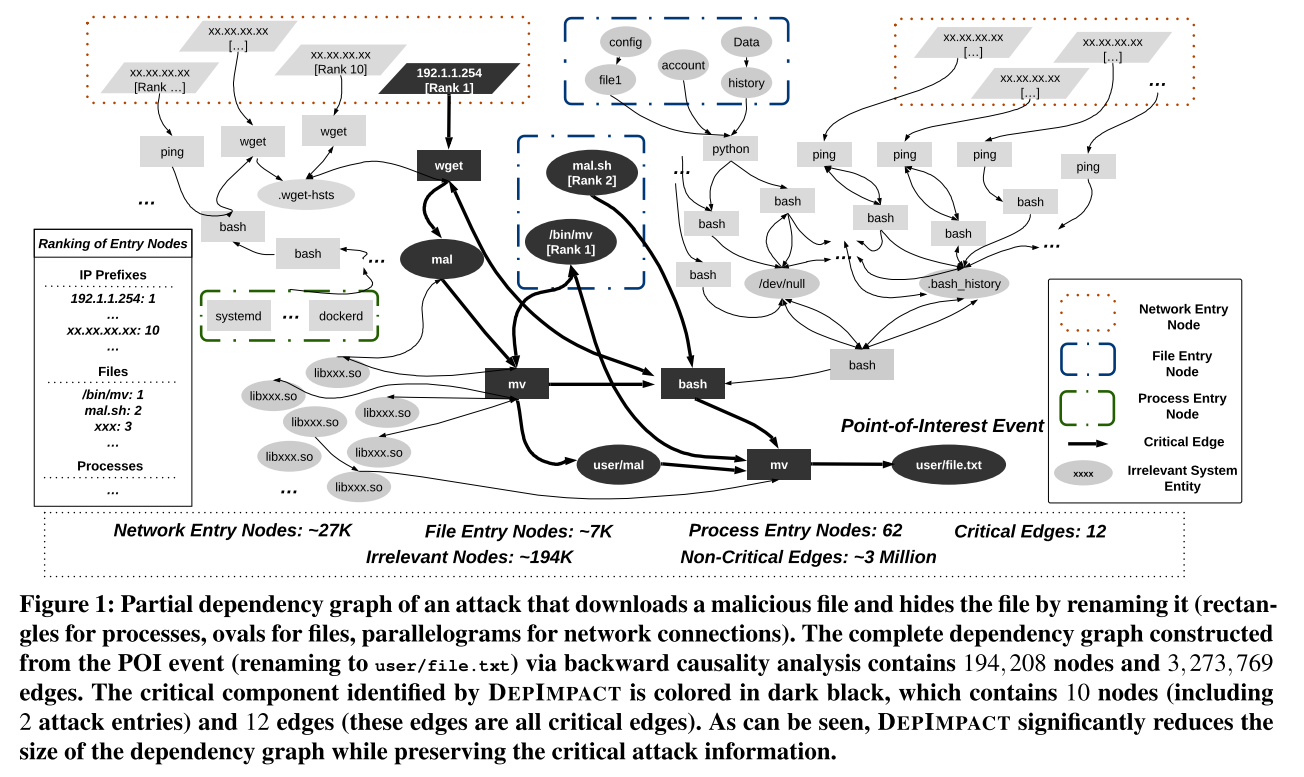 xx.xx.xx.xx
[...]
xx.xx.xx.xx
[Rank ...]
xx.xx.xx.xx
[Rank 10]
192.1.1.254
[Rank 1]
config
file1
account
Data
history
xx.xx.xx.xx
[...]
xx.xx.xx.xx
[...]
xx.xx.xx.xx
[...]
...
ping
wget
wget
wget
.wget-hsts
...
bash
bash
...
systemd
...
dockerd
mal
mal.sh
[Rank 2]
/bin/mv
[Rank 1]
python
...
bash
bash
bash
/dev/null
ping
ping
ping
ping
bash
bash
bash
...
...
.bash_history
bash
Ranking of Entry Nodes
IP Prefixes
192.1.1.254: 1
...
xx.xx.xx.xx: 10
...
Files
/bin/mv: 1
mal.sh: 2
xxx: 3
...
Processes
...
libxxx.so
libxxx.so
libxxx.so
libxxx.so
libxxx.so
libxxx.so
libxxx.so
...
mv
bash
user/mal
mv
user/file.txt
Point-of-Interest Event
Network Entry
Node
File Entry
Node
Process Entry
Node
Critical Edge
xxxx
Irrelevant System
Entity
Network Entry Nodes: ~27K File Entry Nodes: ~7K Process Entry Nodes: 62 Critical Edges: 12
Irrelevant Nodes: ~194K Non-Critical Edges: ~3 Million
Figure 1: Partial dependency graph of an attack that downloads a malicious file and hides the file by renaming it (rectan-
gles for processes, ovals for files, parallelograms for network connections). The complete dependency graph constructed
from the POI event (renaming to user/file.txt) via backward causality analysis contains 194,208 nodes and 3,273,769
edges. The critical component identified by DEPIMPACT is colored in dark black, which contains 10 nodes (including
2 attack entries) and 12 edges (these edges are all critical edges). As can be seen, DEPIMPACT significantly reduces the
size of the dependency graph while preserving the critical attack information.